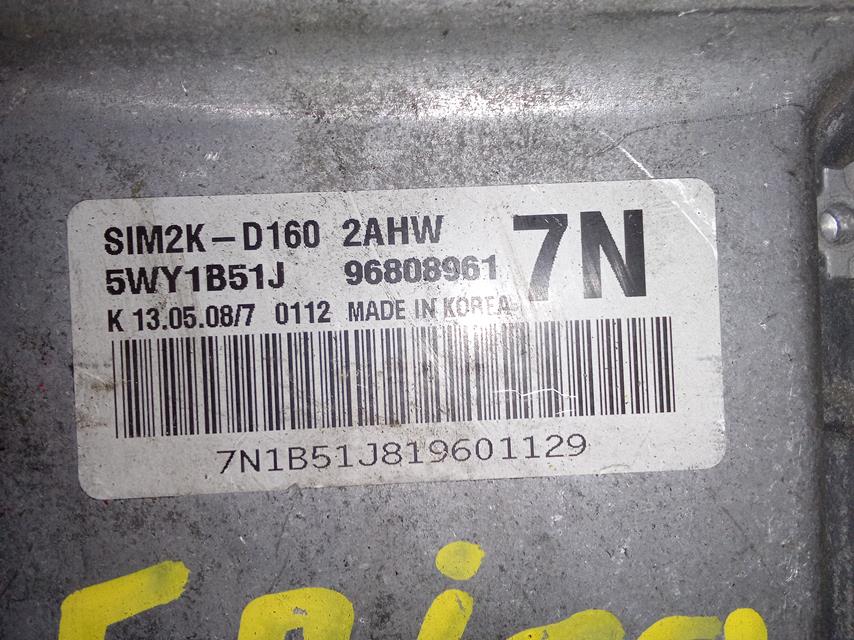 SIM2K-D160 2AHW
7N
5WY1B51J 96808961
K 13.05.08/7 0112 MADE IN KOREA
7N1B51J819601129